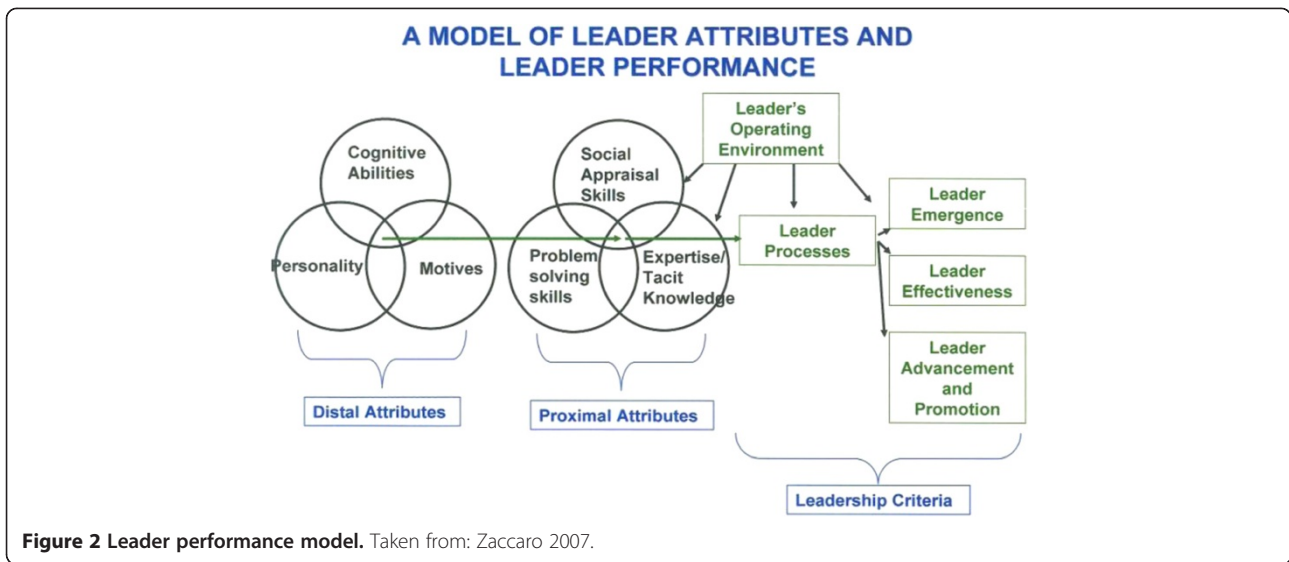 A MODEL OF LEADER ATTRIBUTES AND
LEADER PERFORMANCE
Cognitive
Abilities
Personality
Motives
Distal Attributes
Social
Appraisal
Skills
Problem
solving
skills
Expertise/
Tacit
Knowledge
Proximal Attributes
Leader's
Operating
Environment
Leader
Processes
Leader
Emergence
Leader
Effectiveness
Leader
Advancement
and
Promotion
Leadership Criteria
Figure 2 Leader performance model. Taken from: Zaccaro 2007.